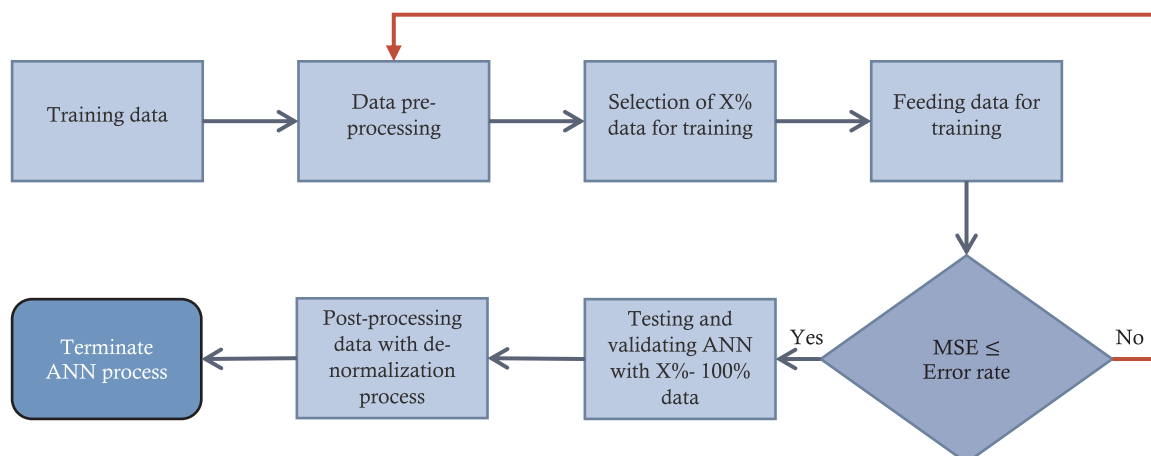 Training data
Data pre-
processing
Selection of X%
data for training
Feeding data for
training
MSE ≤
Error rate
No
Yes
Testing and
validating ANN
with X%- 100%
data
Post-processing
data with de-
normalization
process
Terminate
ANN process